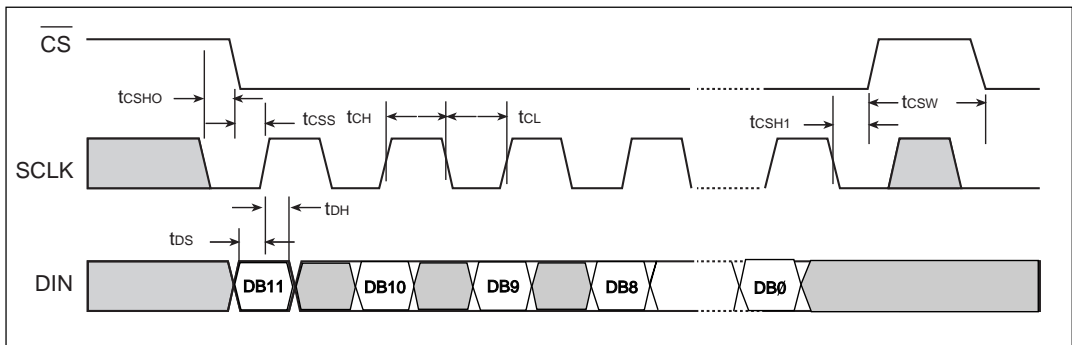 CS
tCSHO
tCSS
tCH
tCL
tCSH1
tCSW
SCLK
tDH
tDS
DIN
DB11
DB10
DB9
DB8
DBØ